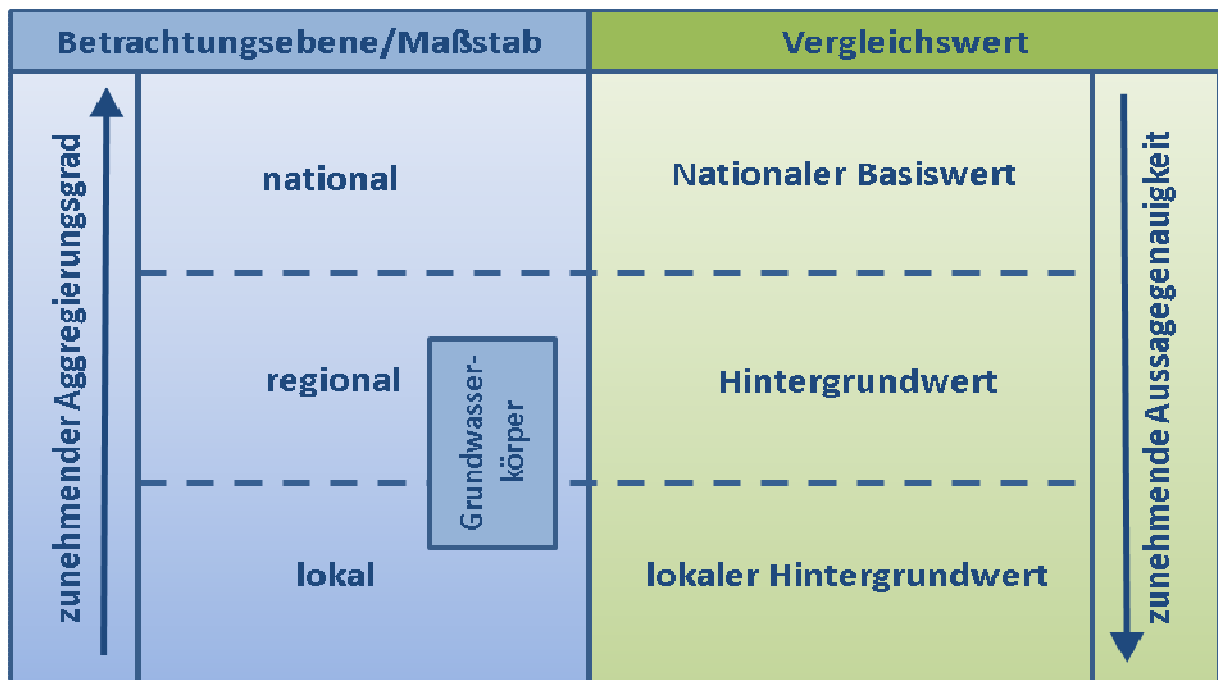 Betrachtungsebene/Maßstab
Vergleichswert
zunehmender Aggregierungsgrad
national
Nationaler Basiswert
regional
Grundwasser-
körper
Hintergrundwert
lokal
lokaler Hintergrundwert
zunehmende Aussagegenauigkeit